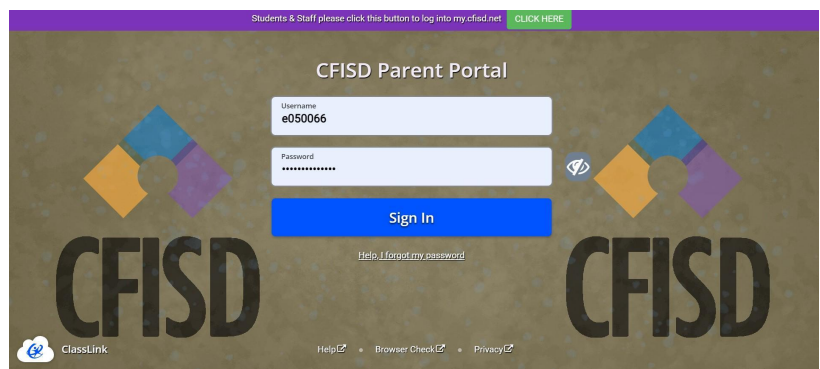 Students & Staff please click this button to log into my.cfisd.net CLICK HERE
CFISD Parent Portal
Username
e050066
Password
••••••••••••••
Sign In
Help, I forgot my password
CFISD
CFISD
ClassLink
Help
Browser Check
Privacy